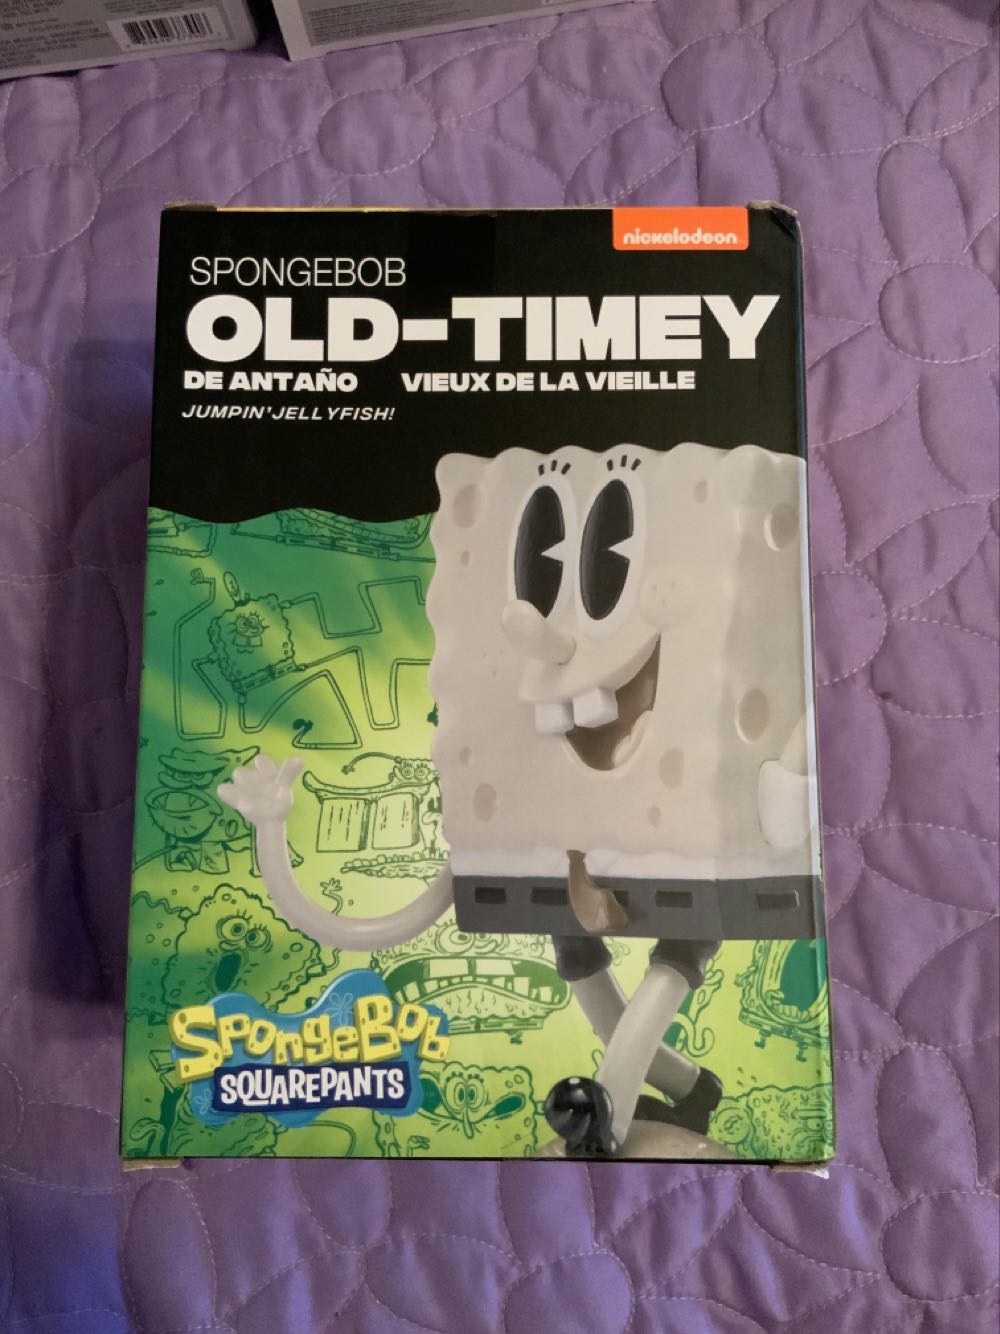 nickelodeon
SPONGEBOB
OLD-TIMEY
DE ANTAÑO VIEUX DE LA VIEILLE
JUMPIN' JELLYFISH!
SPONGEBOB
SQUAREPANTS